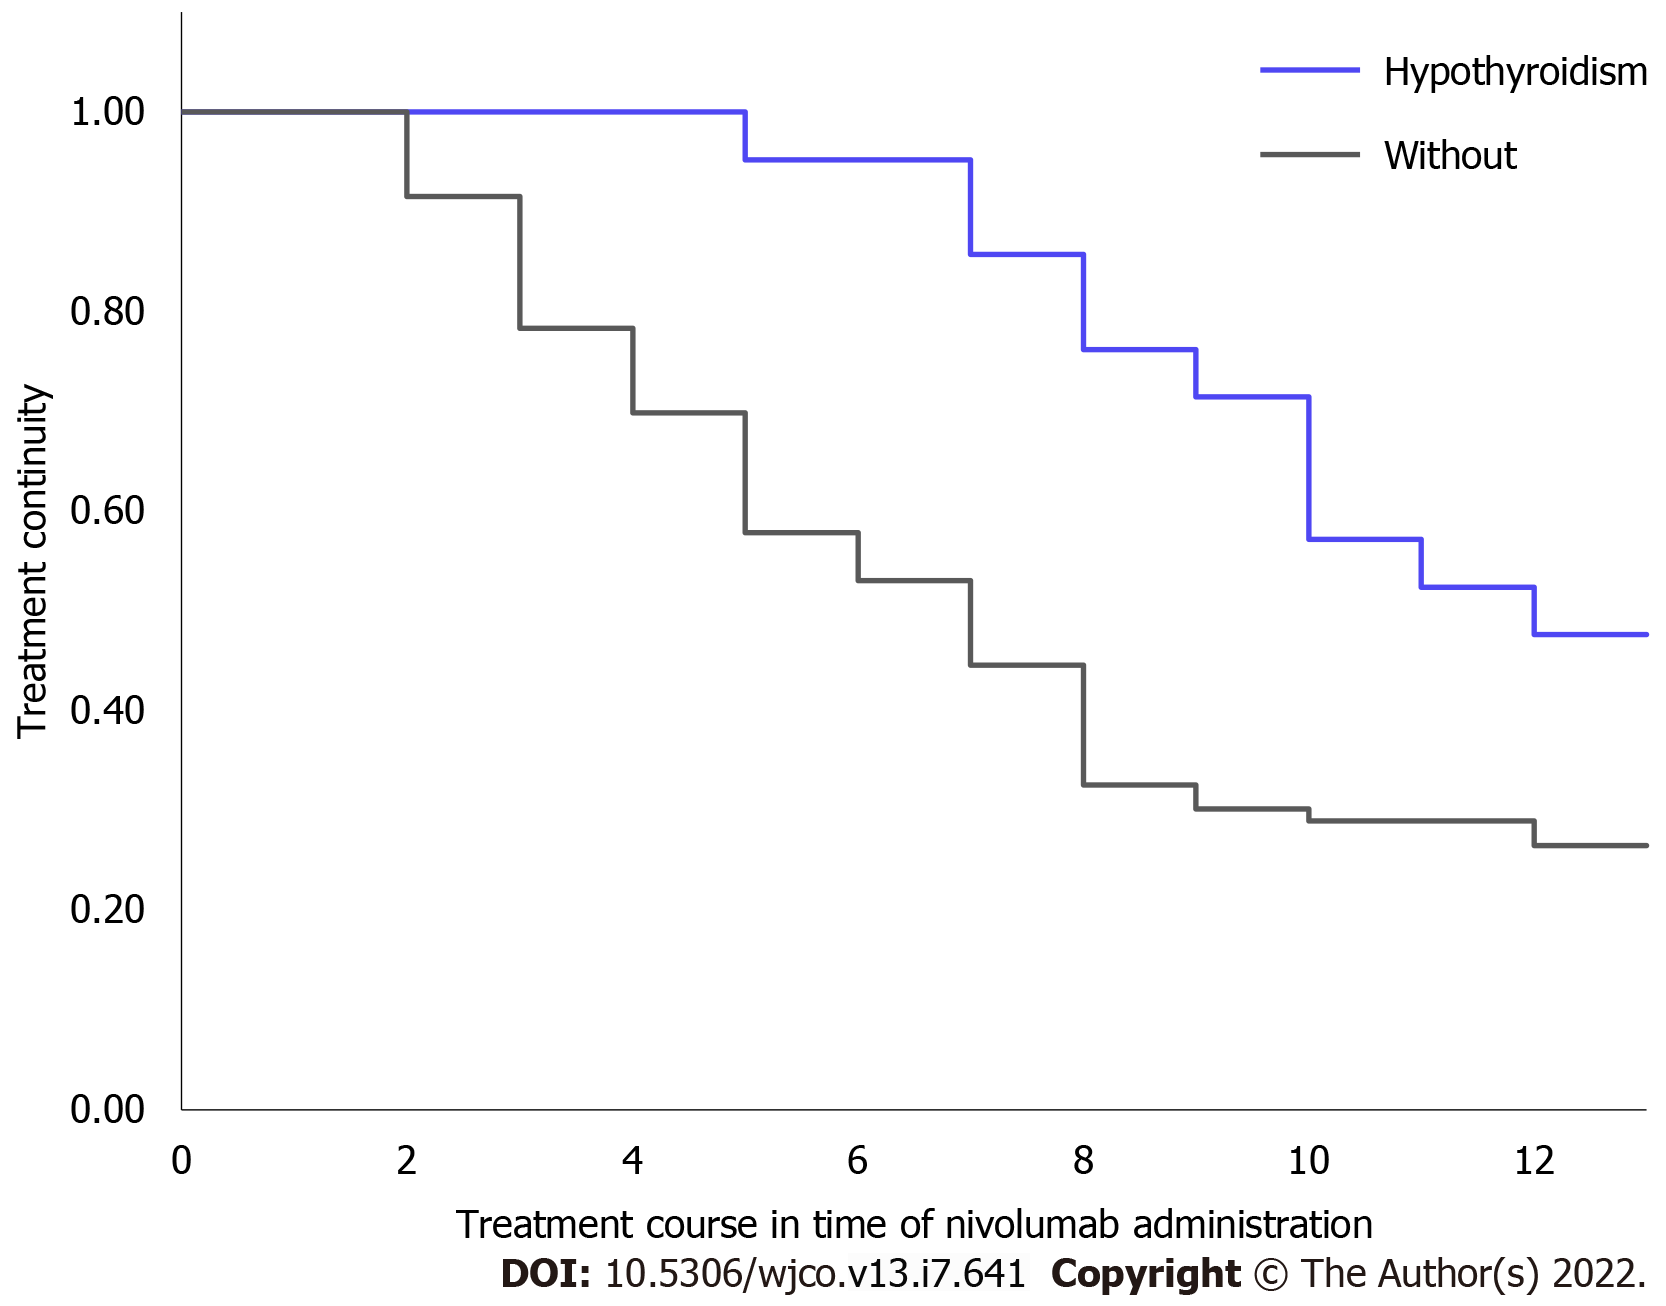 Hypothyroidism
Without
1.00
0.80
0.60
0.40
0.20
0.00
Treatment continuity
0 2 4 6 8 10 12
Treatment course in time of nivolumab administration
DOI: 10.5306/wjco.v13.i7.641 Copyright © The Author(s) 2022.